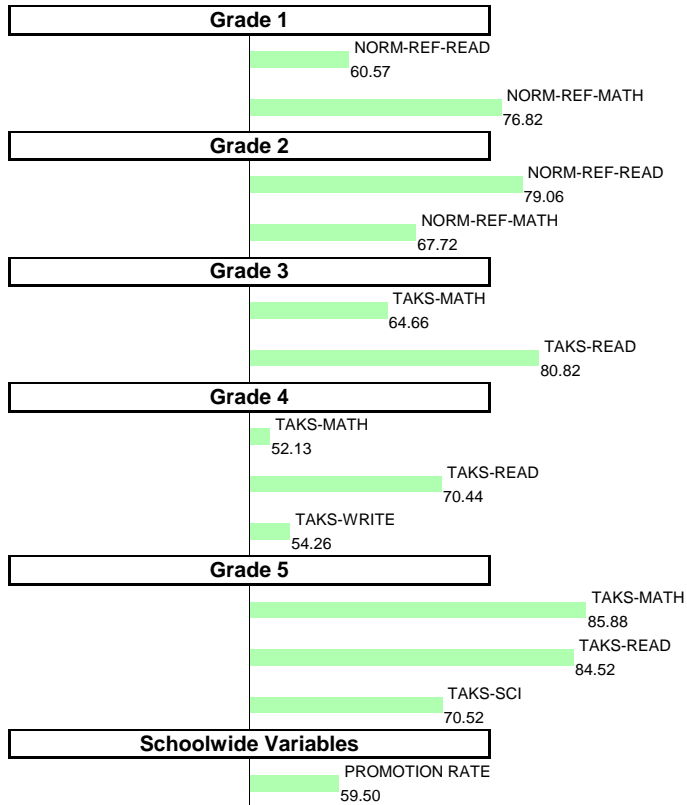 Grade 1
NORM-REF-READ
60.57
NORM-REF-MATH
76.82
Grade 2
NORM-REF-READ
79.06
NORM-REF-MATH
67.72
Grade 3
TAKS-MATH
64.66
TAKS-READ
80.82
Grade 4
TAKS-MATH
52.13
TAKS-READ
70.44
TAKS-WRITE
54.26
Grade 5
TAKS-MATH
85.88
TAKS-READ
84.52
TAKS-SCI
70.52
Schoolwide Variables
PROMOTION RATE
59.50